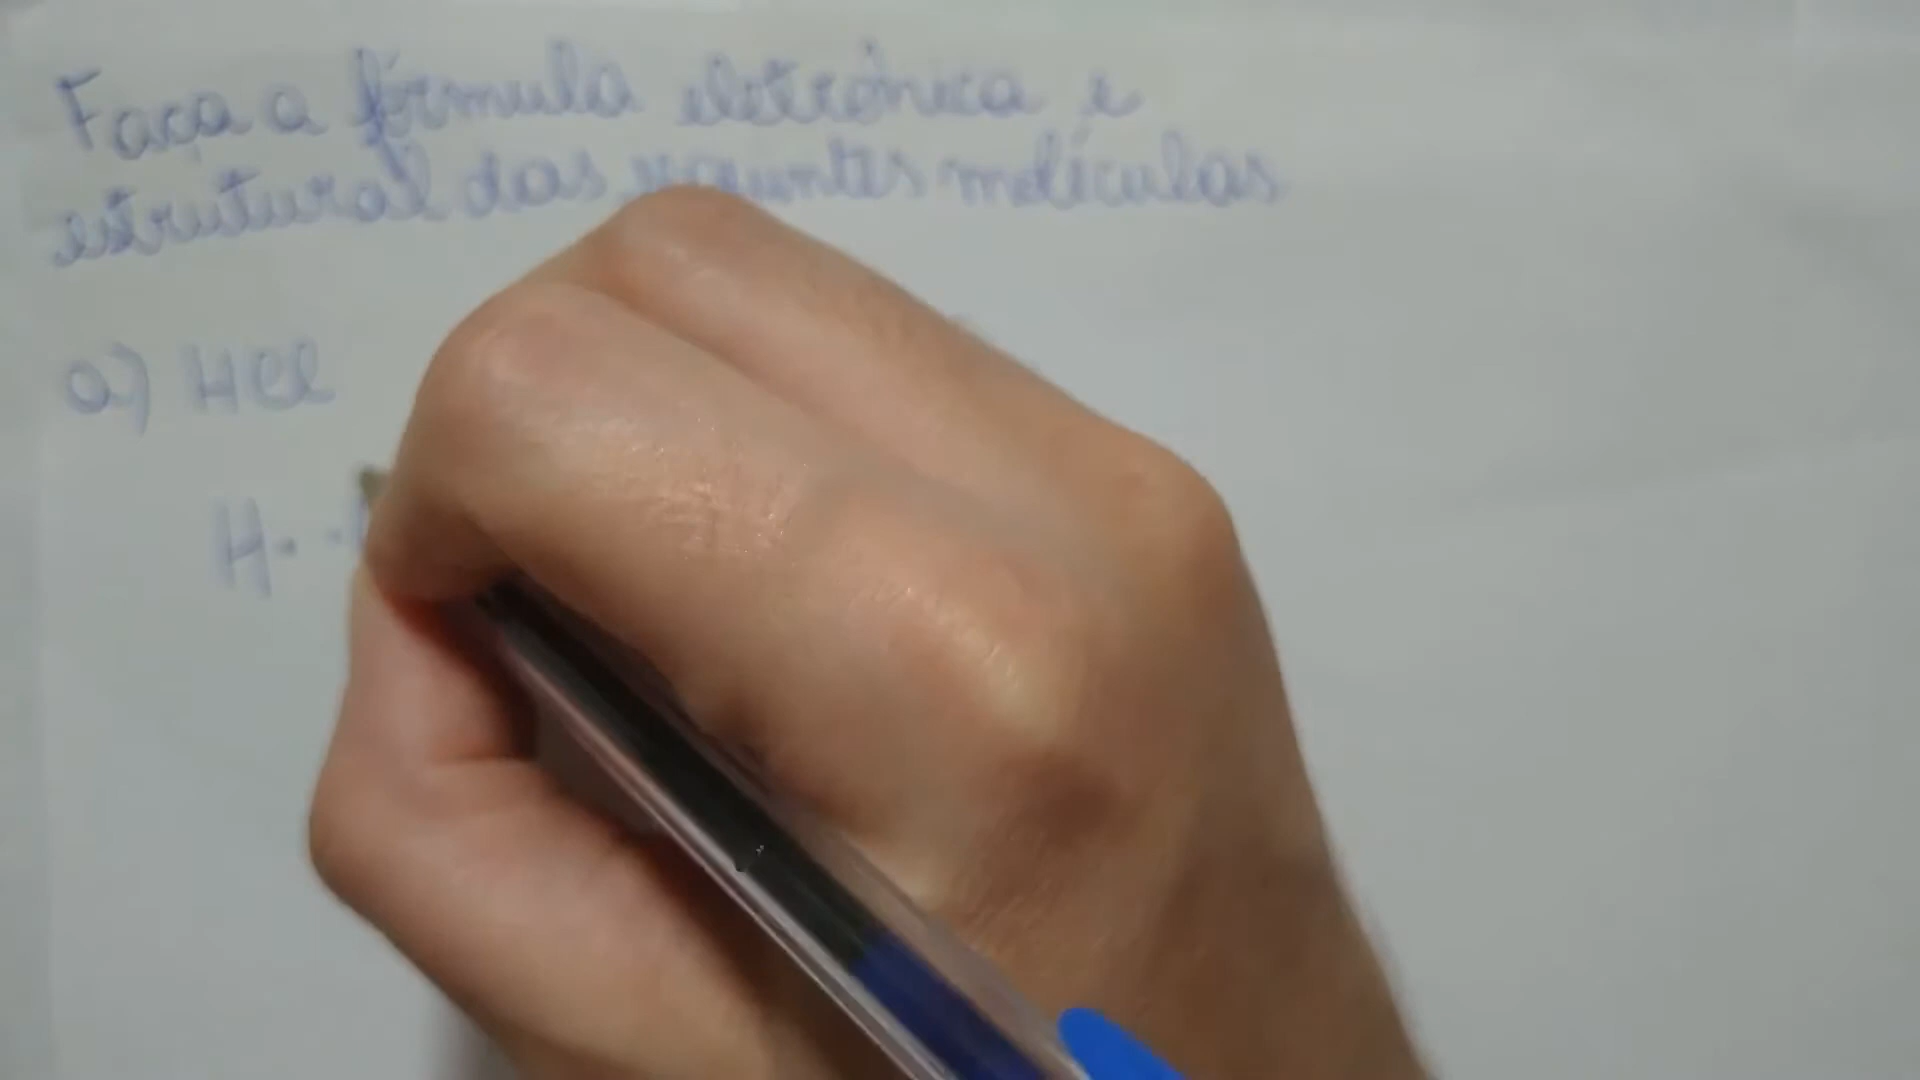 Faça a fórmula eletrônica e
estrutural das seguintes moléculas
a) HCl
H· ·